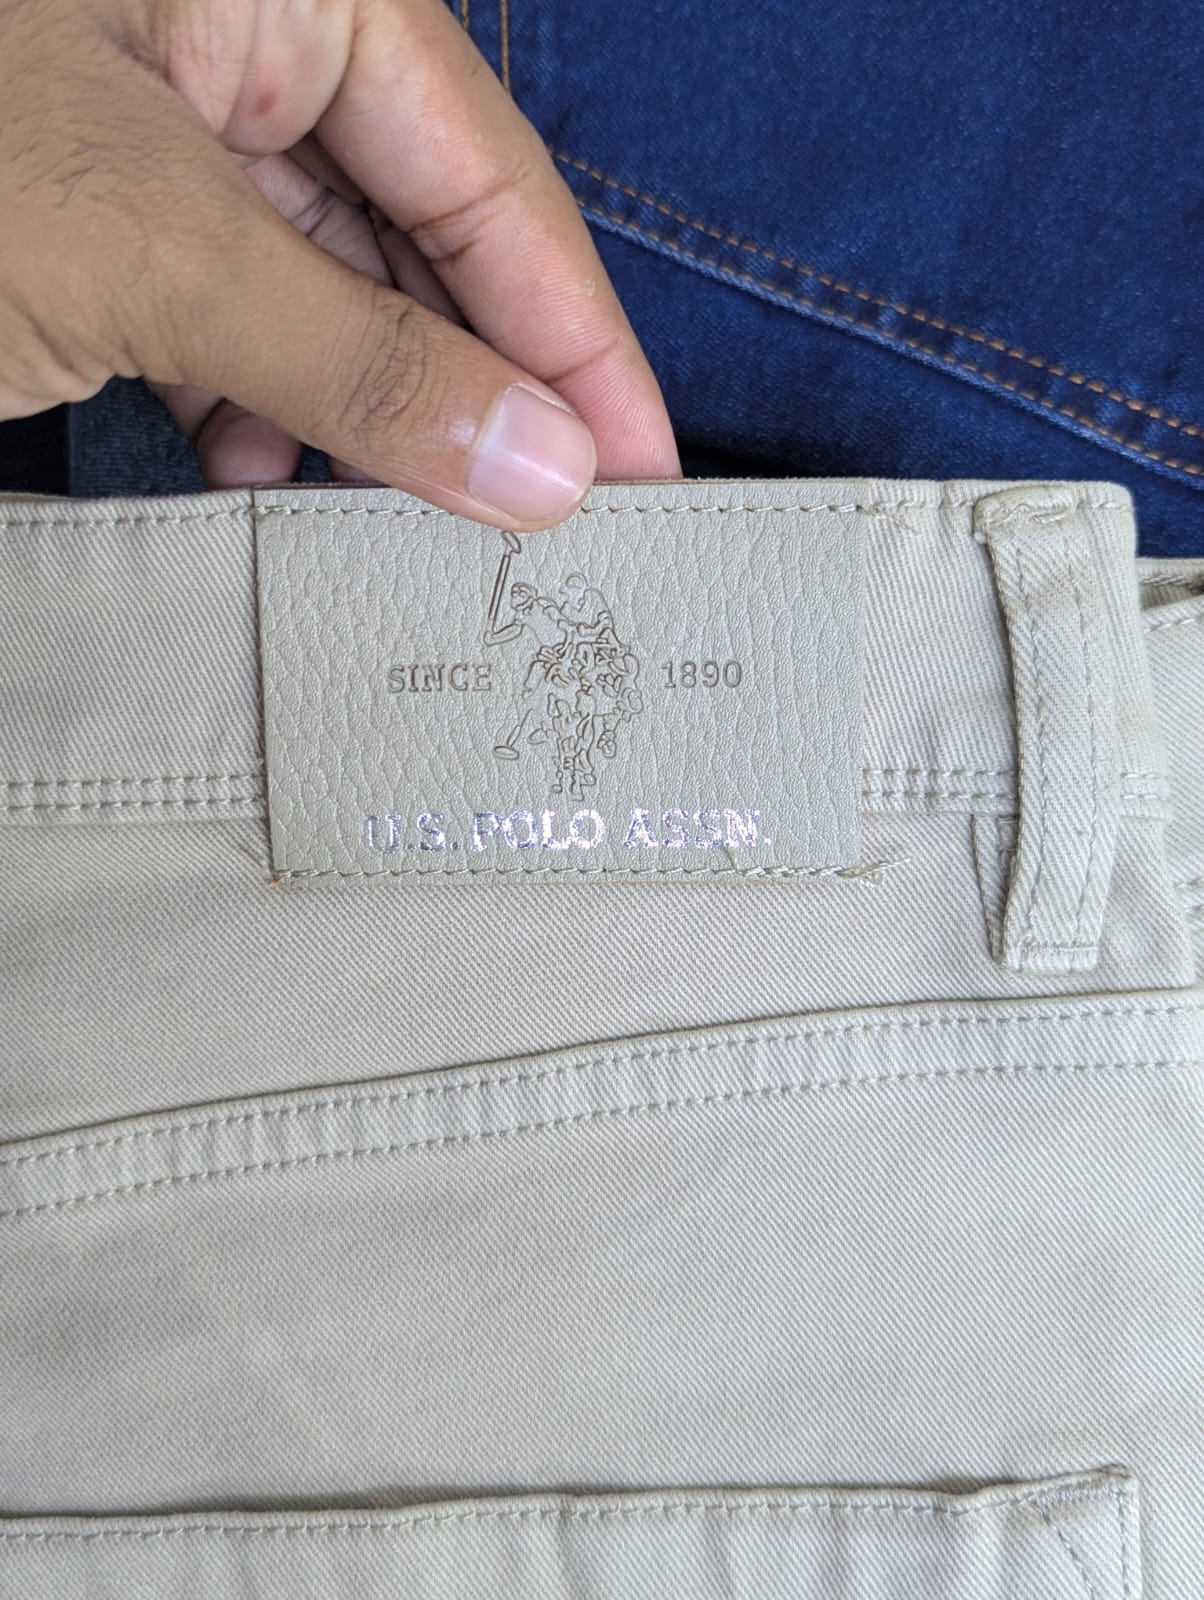 SINCE 1890
U.S. POLO ASSN.